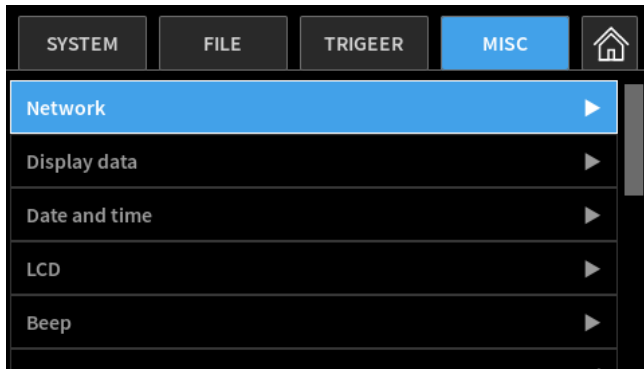 SYSTEM FILE TRIGEER MISC
Network
Display data
Date and time
LCD
Beep